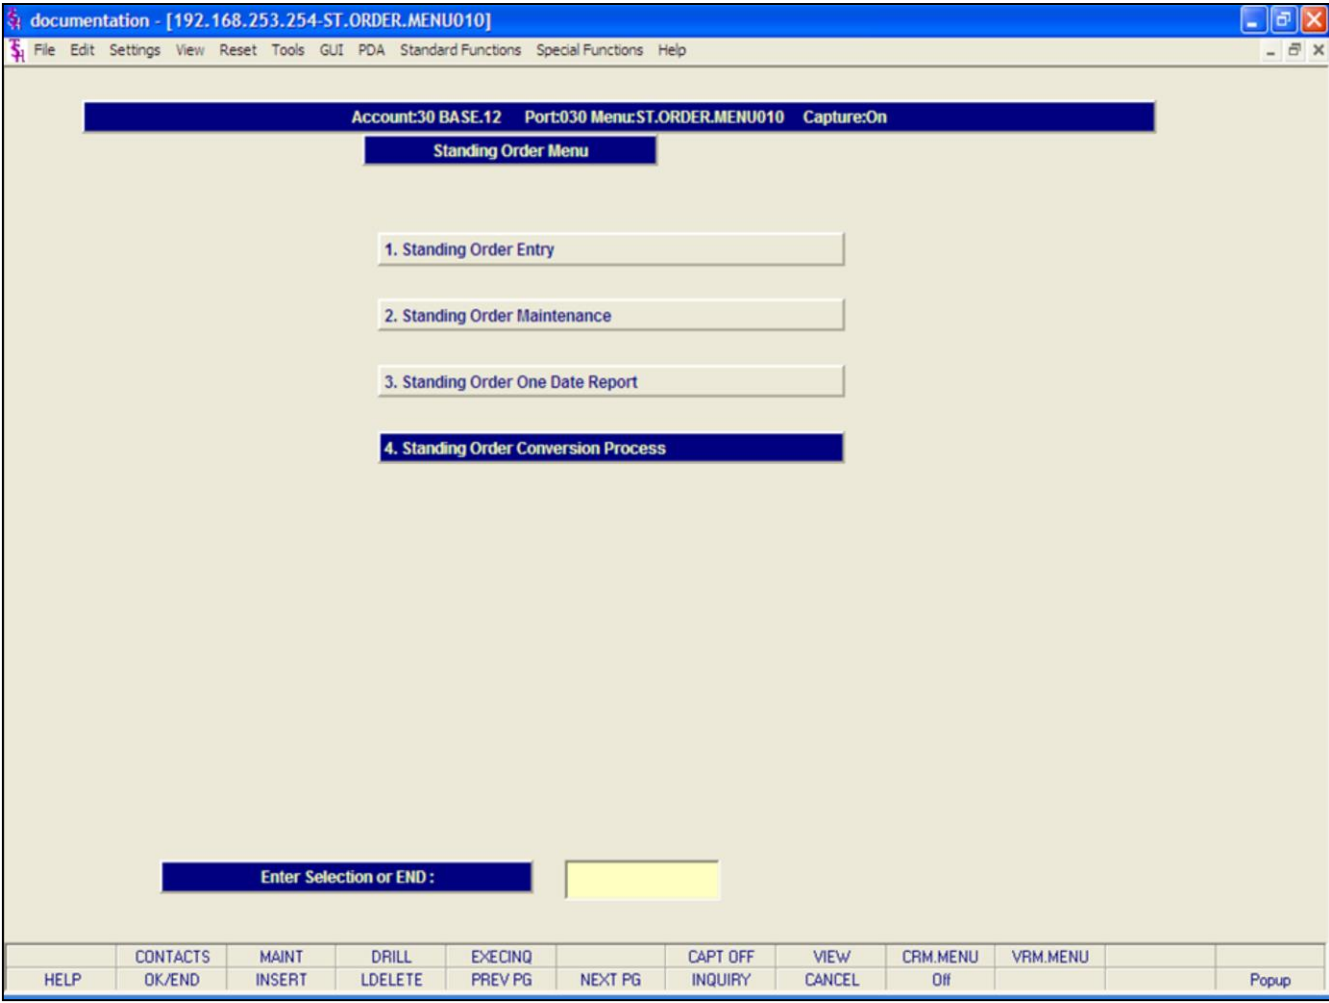 documentation - [192.168.253.254-ST.ORDER.MENU010]
File Edit Settings View Reset Tools GUI PDA Standard Functions Special Functions Help
Account:30 BASE.12 Port:030 Menu:ST.ORDER.MENU010 Capture:On
Standing Order Menu
1. Standing Order Entry
2. Standing Order Maintenance
3. Standing Order One Date Report
4. Standing Order Conversion Process
Enter Selection or END :
CONTACTS MAINT DRILL EXECINQ CAPT OFF VIEW CRM.MENU VRM.MENU
HELP OK/END INSERT LDELETE PREV PG NEXT PG INQUIRY CANCEL Off Popup